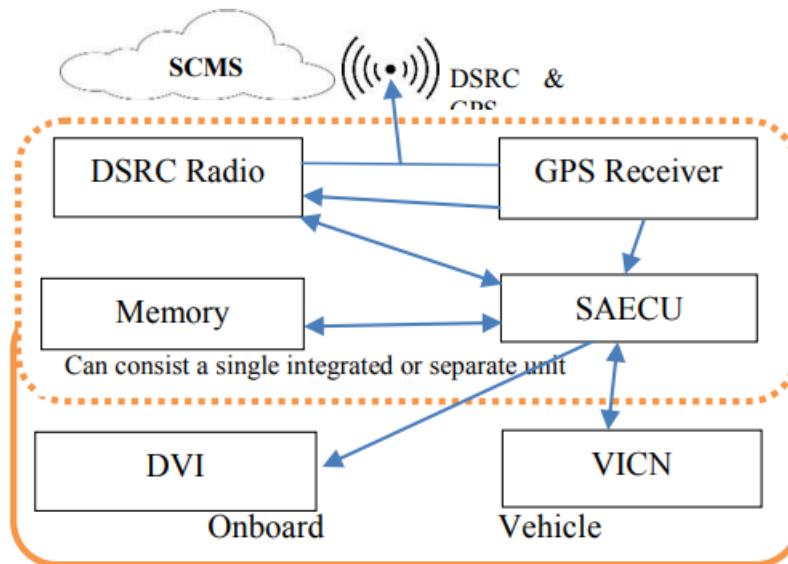 SCMS
DSRC &
DSRC Radio
GPS Receiver
Memory
SAECU
Can consist a single integrated or separate unit
DVI
VICN
Onboard Vehicle